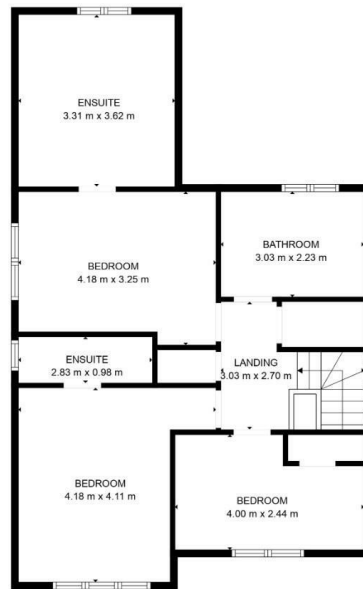 ENSUITE
3.31 m x 3.62 m
BEDROOM
4.18 m x 3.25 m
BATHROOM
3.03 m x 2.23 m
ENSUITE
2.83 m x 0.98 m
LANDING
3.03 m x 2.70 m
BEDROOM
4.18 m x 4.11 m
BEDROOM
4.00 m x 2.44 m